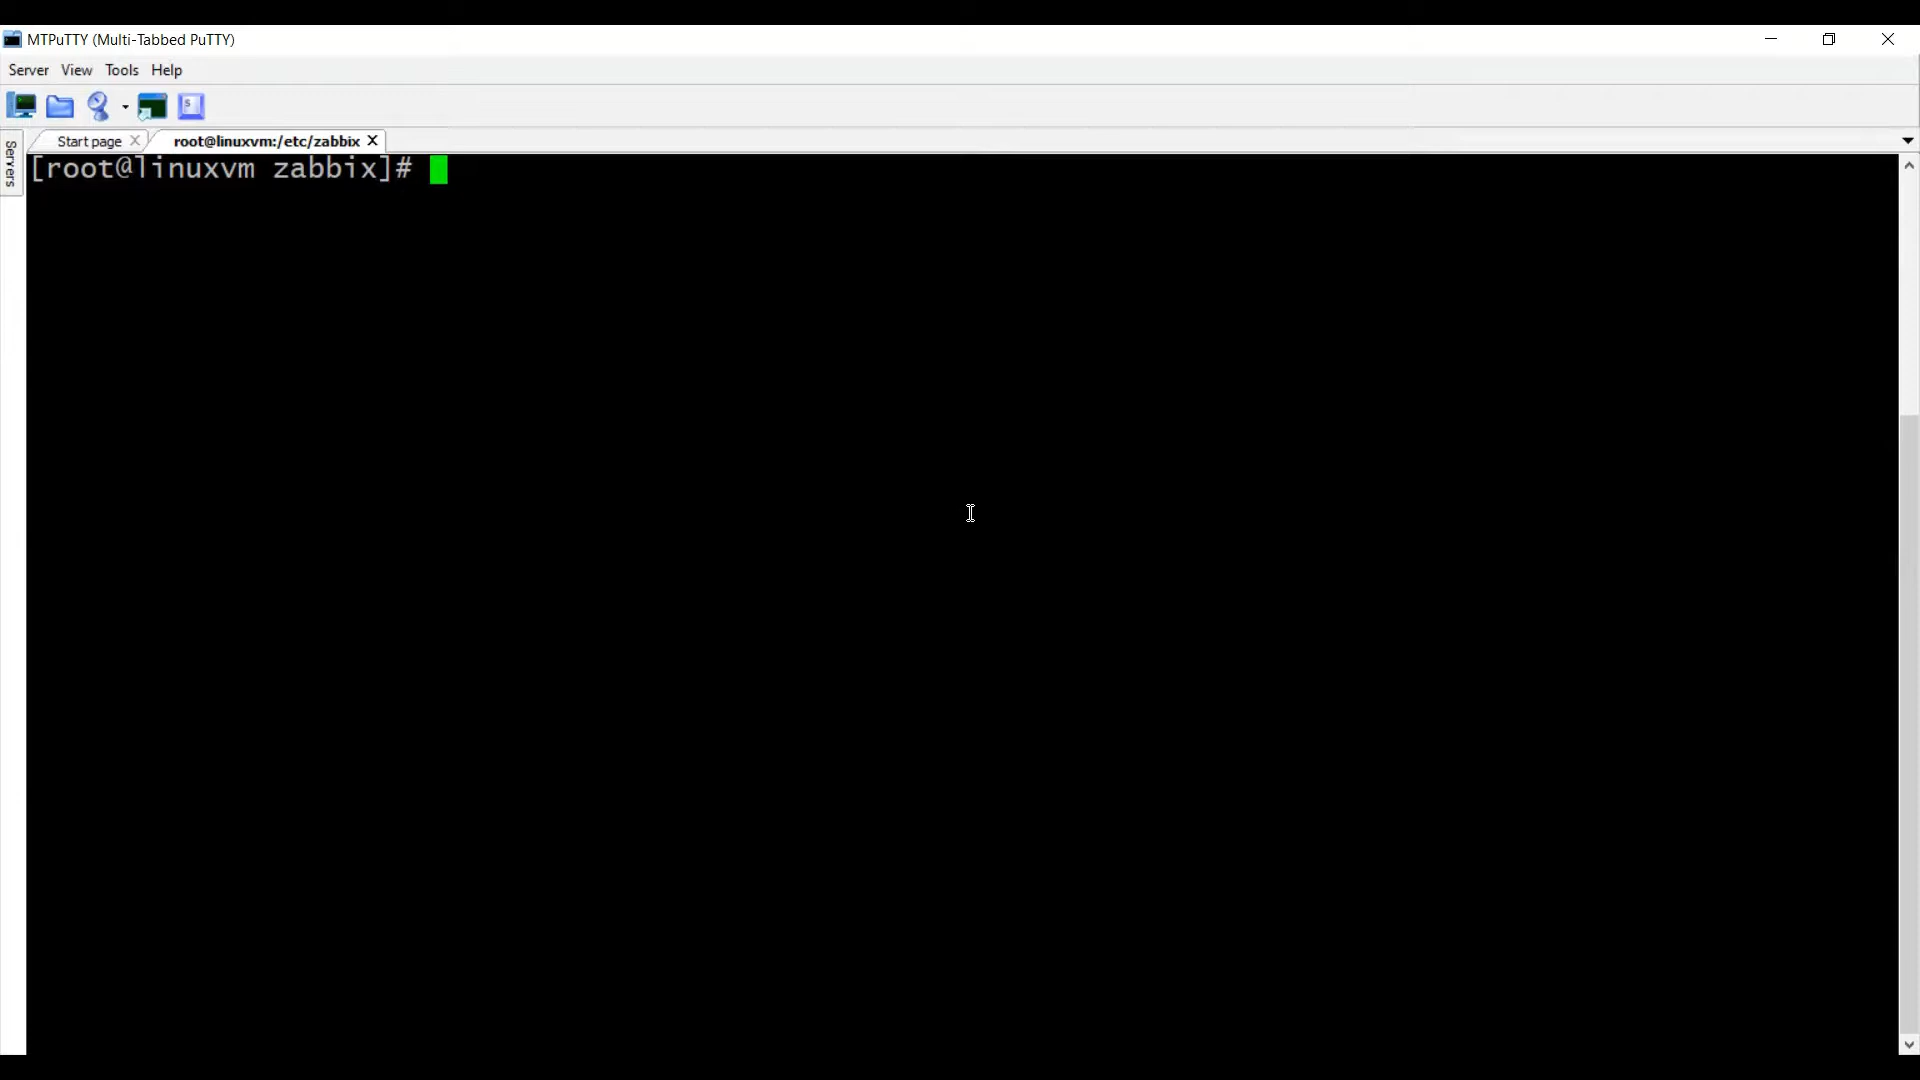 MTPuTTY (Multi-Tabbed PuTTY)
Server View Tools Help
S
Start page root@linuxvm:/etc/zabbix
Servers
[root@linuxvm zabbix]#